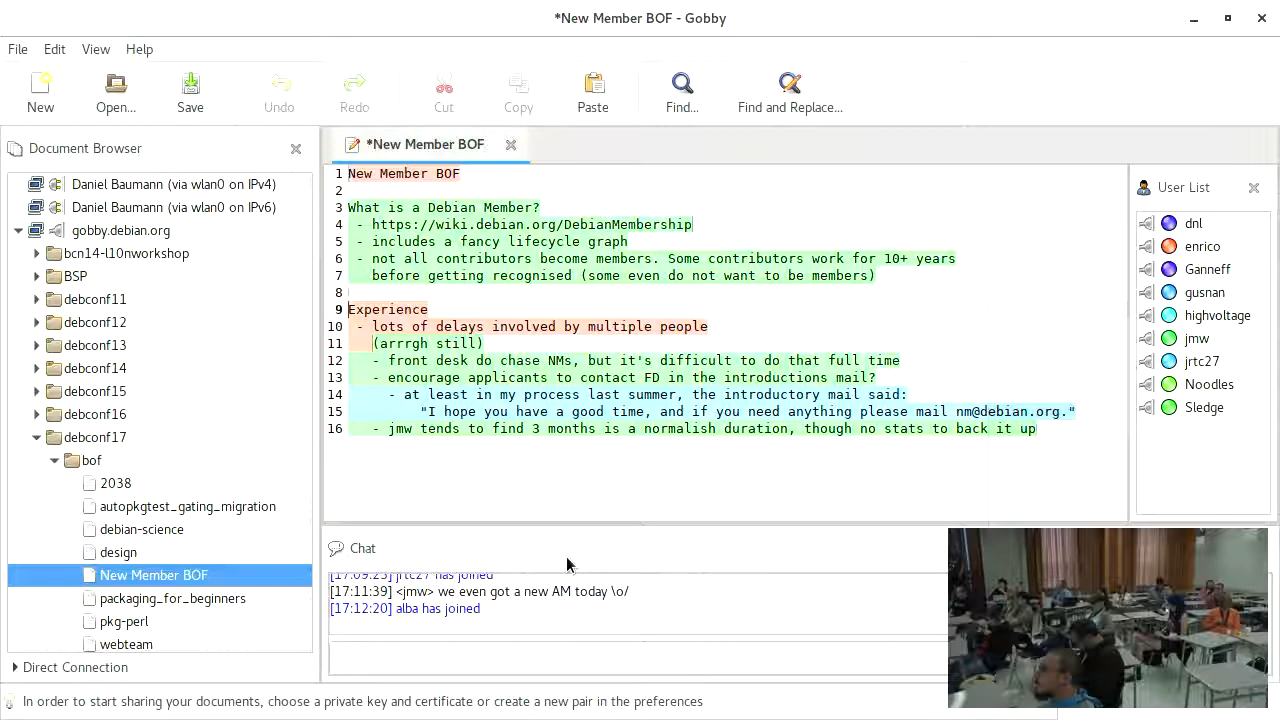 *New Member BOF - Gobby
File Edit View Help
New Open... Save Undo Redo Cut Copy Paste Find... Find and Replace...
Document Browser
Daniel Baumann (via wlan0 on IPv4)
Daniel Baumann (via wlan0 on IPv6)
gobby.debian.org
bcn14-l10nworkshop
BSP
debconf11
debconf12
debconf13
debconf14
debconf15
debconf16
debconf17
bof
2038
autopkgtest_gating_migration
debian-science
design
New Member BOF
packaging_for_beginners
pkg-perl
webteam
Direct Connection
*New Member BOF
1 New Member BOF
2
3 What is a Debian Member?
4 - https://wiki.debian.org/DebianMembership
5 - includes a fancy lifecycle graph
6 - not all contributors become members. Some contributors work for 10+ years
7 before getting recognised (some even do not want to be members)
8
9 Experience
10 - lots of delays involved by multiple people
11 (arrrgh still)
12 - front desk do chase NMs, but it's difficult to do that full time
13 - encourage applicants to contact FD in the introductions mail?
14 - at least in my process last summer, the introductory mail said:
15 "I hope you have a good time, and if you need anything please mail nm@debian.org."
16 - jmw tends to find 3 months is a normalish duration, though no stats to back it up
User List
dnl
enrico
Ganneff
gusnan
highvoltage
jmw
jrtc27
Noodles
Sledge
Chat
[17:09:25] jrtc27 has joined
[17:11:39] <jmw> we even got a new AM today \o/
[17:12:20] alba has joined
In order to start sharing your documents, choose a private key and certificate or create a new pair in the preferences